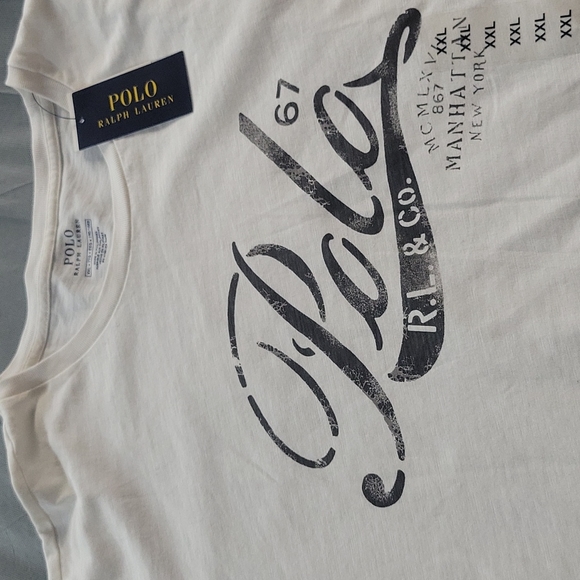 POLO
RALPH LAUREN
POLO
RALPH LAUREN
67
Polo
R.L. & CO.
867
MANHATTAN
NEW YORK
XXL
XXL
XXL
XXL
XXL
XXL